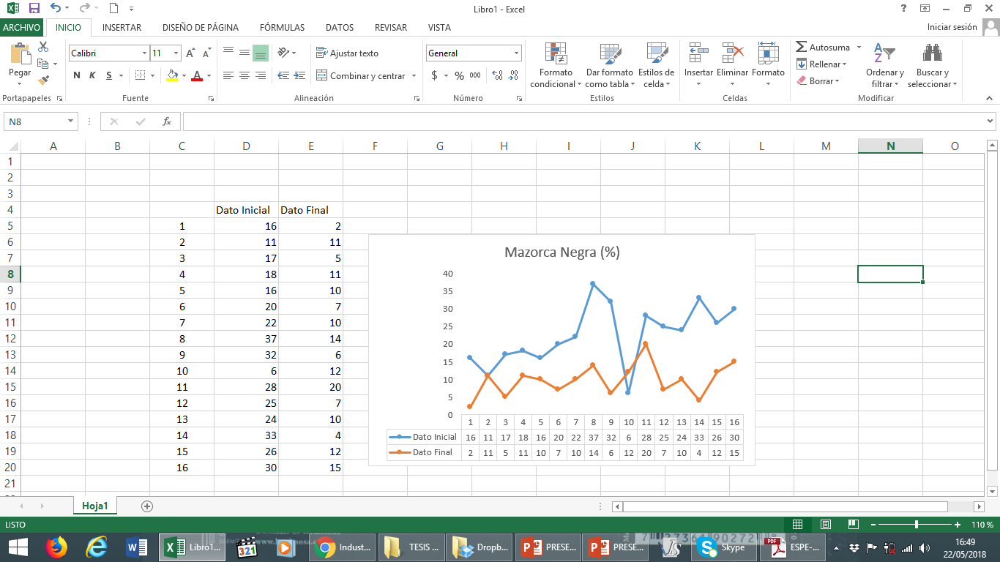 Libro1 - Excel
ARCHIVO INICIO INSERTAR DISEÑO DE PÁGINA FÓRMULAS DATOS REVISAR VISTA Iniciar sesión
Calibri 11 Ajustar texto General Autosuma
Pegar Rellenar
N K S Combinar y centrar $ % 000 Borrar
Formato condicional Dar formato como tabla Estilos de celda Insertar Eliminar Formato Ordenar y filtrar Buscar y seleccionar
Portapapeles Fuente Alineación Número Estilos Celdas Modificar
N8 fx
A B C D E F G H I J K L M N O
1
2
3
4 Dato Inicial Dato Final
5 1 16 2
6 2 11 11
7 3 17 5
8 4 18 11
9 5 16 10
10 6 20 7
11 7 22 10
12 8 37 14
13 9 32 6
14 10 6 12
15 11 28 20
16 12 25 7
17 13 24 10
18 14 33 4
19 15 26 12
20 16 30 15
21
Mazorca Negra (%)
40
35
30
25
20
15
10
5
0
1 2 3 4 5 6 7 8 9 10 11 12 13 14 15 16
Dato Inicial 16 11 17 18 16 20 22 37 32 6 28 25 24 33 26 30
Dato Final 2 11 5 11 10 7 10 14 6 12 20 7 10 4 12 15
Hoja1
LISTO 110 %
Libro1... 321 Indust... TESIS ... Dropb... PRESE... PRESE... Skype PDF ESPE-... 16:49
22/05/2018